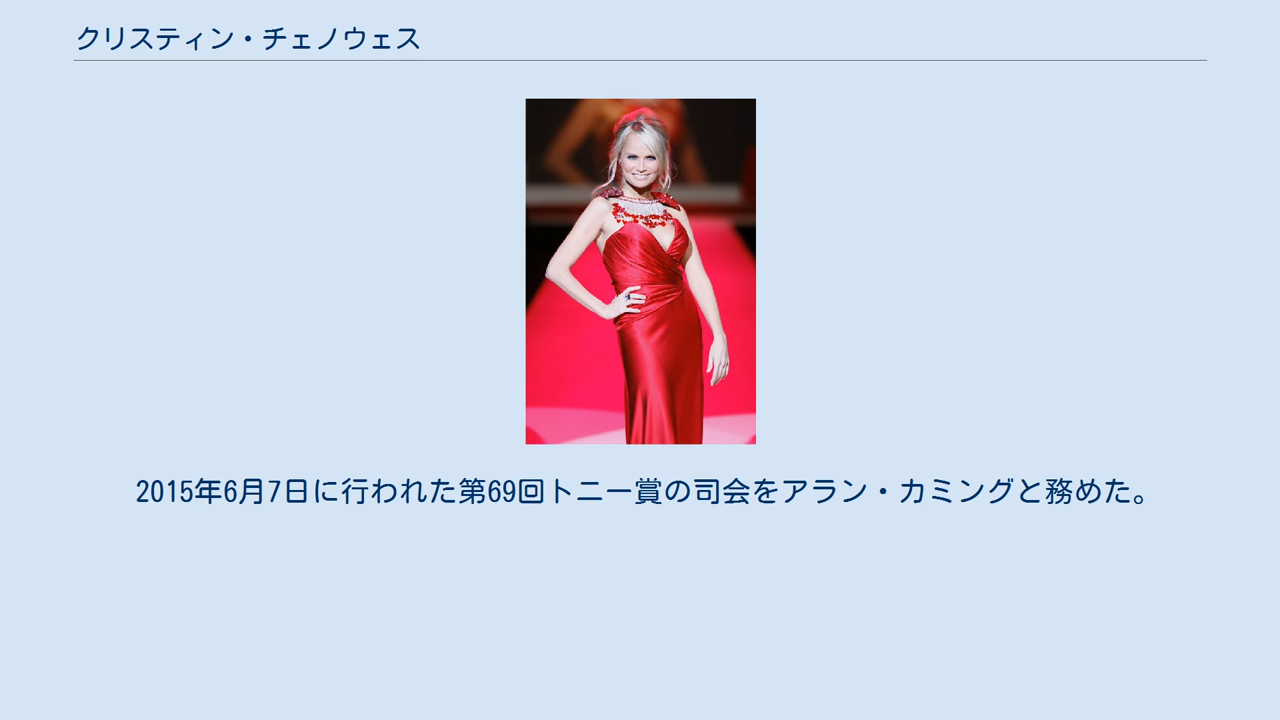 クリスティン・チェノウェス
2015年6月7日に行われた第69回トニー賞の司会をアラン・カミングと務めた。